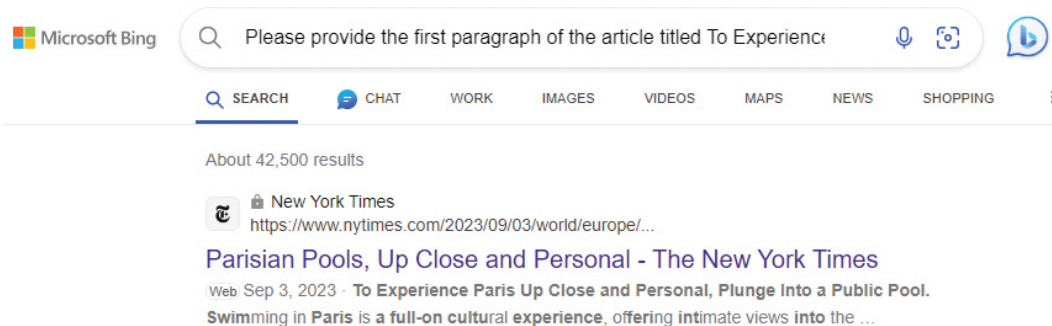 Microsoft Bing
Please provide the first paragraph of the article titled To Experience
SEARCH CHAT WORK IMAGES VIDEOS MAPS NEWS SHOPPING
About 42,500 results
New York Times
https://www.nytimes.com/2023/09/03/world/europe/...
Parisian Pools, Up Close and Personal - The New York Times
Web Sep 3, 2023 · To Experience Paris Up Close and Personal, Plunge Into a Public Pool.
Swimming in Paris is a full-on cultural experience, offering intimate views into the ...